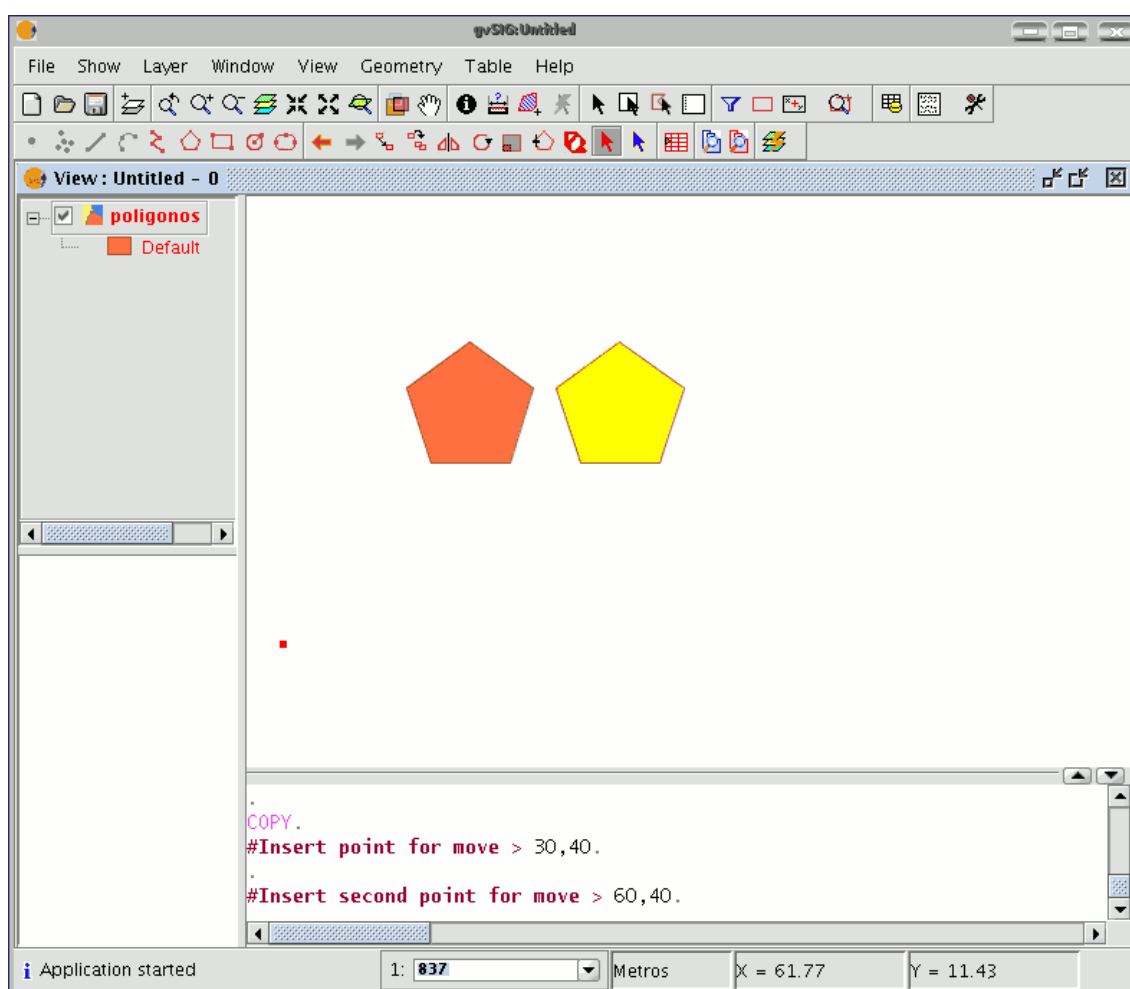 gvSIG:Untitled
File Show Layer Window View Geometry Table Help
View : Untitled - 0
poligonos
Default
.
COPY.
#Insert point for move > 30,40.
.
#Insert second point for move > 60,40.
Application started
1: 837
Metros
X = 61.77
Y = 11.43